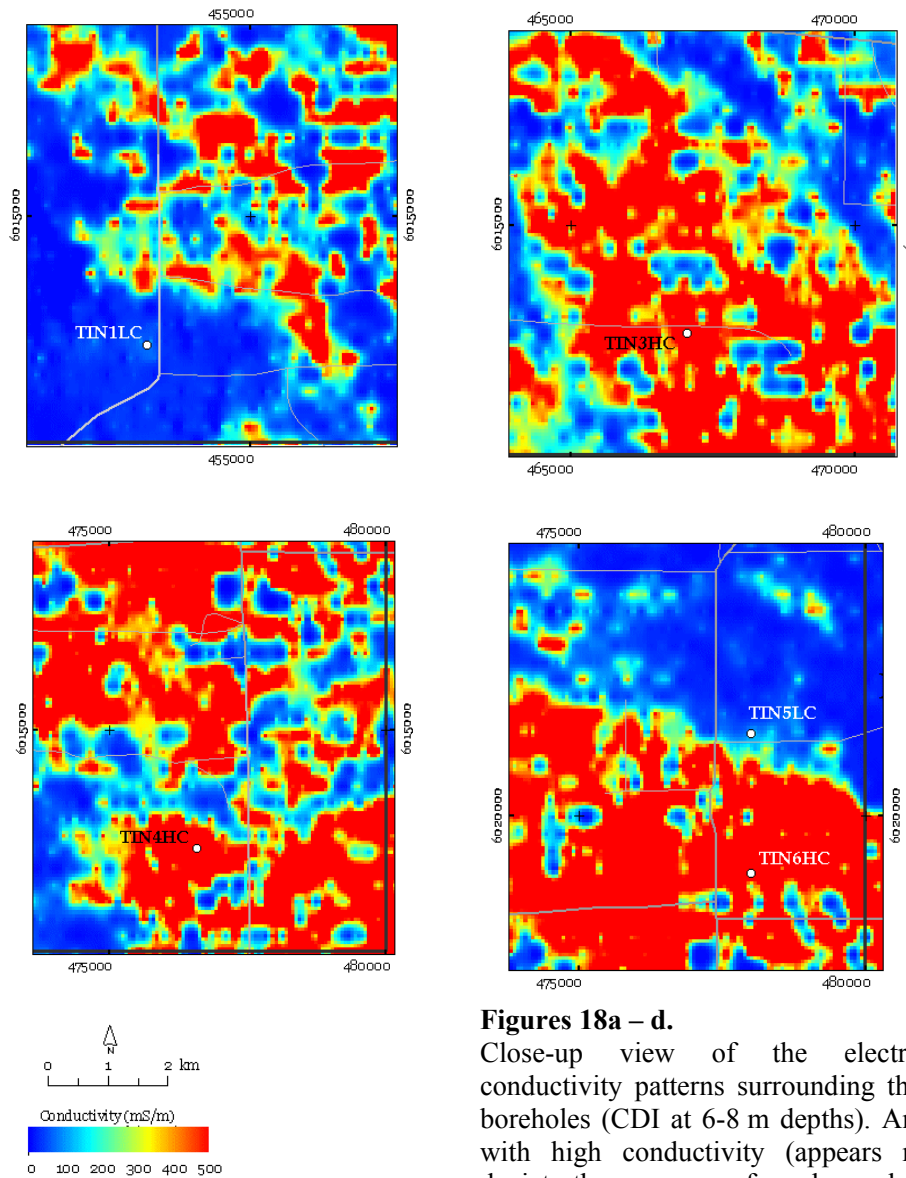 455000
6015000
6015000
TIN1LC
455000
465000
470000
6015000
TIN3HC
465000
470000
475000
480000
6015000
6015000
TIN4HC
475000
480000
475000
480000
TIN5LC
6020000
6020000
TIN6HC
475000
480000
N
0 1 2 km
Conductivity (mS/m)
0 100 200 300 400 500
Figures 18a – d.
Close-up view of the electr
conductivity patterns surrounding th
boreholes (CDI at 6-8 m depths). Ar
with high conductivity (appears r